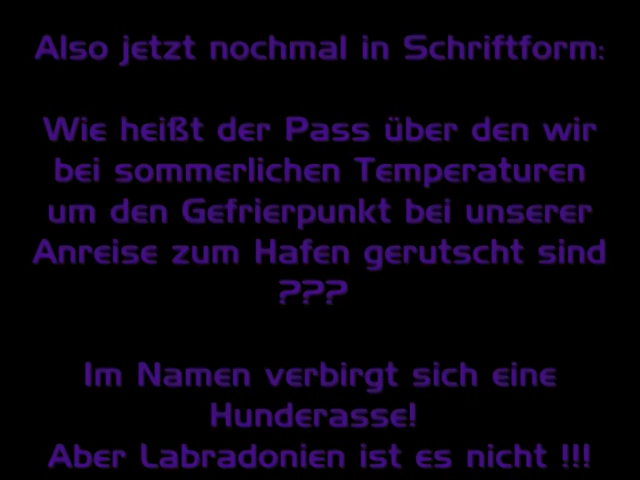 Also jetzt nochmal in Schriftform:
Wie heißt der Pass über den wir
bei sommerlichen Temperaturen
um den Gefrierpunkt bei unserer
Anreise zum Hafen gerutscht sind
???
Im Namen verbirgt sich eine
Hunderasse!
Aber Labradonien ist es nicht !!!